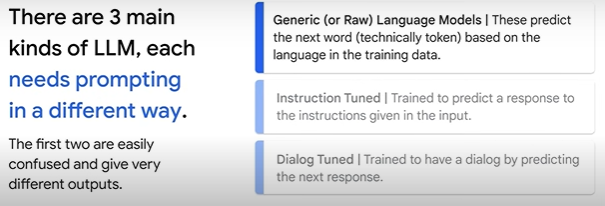 There are 3 main
kinds of LLM, each
needs prompting
in a different way.
The first two are easily
confused and give very
different outputs.
Generic (or Raw) Language Models | These predict
the next word (technically token) based on the
language in the training data.
Instruction Tuned | Trained to predict a response to
the instructions given in the input.
Dialog Tuned | Trained to have a dialog by predicting
the next response.